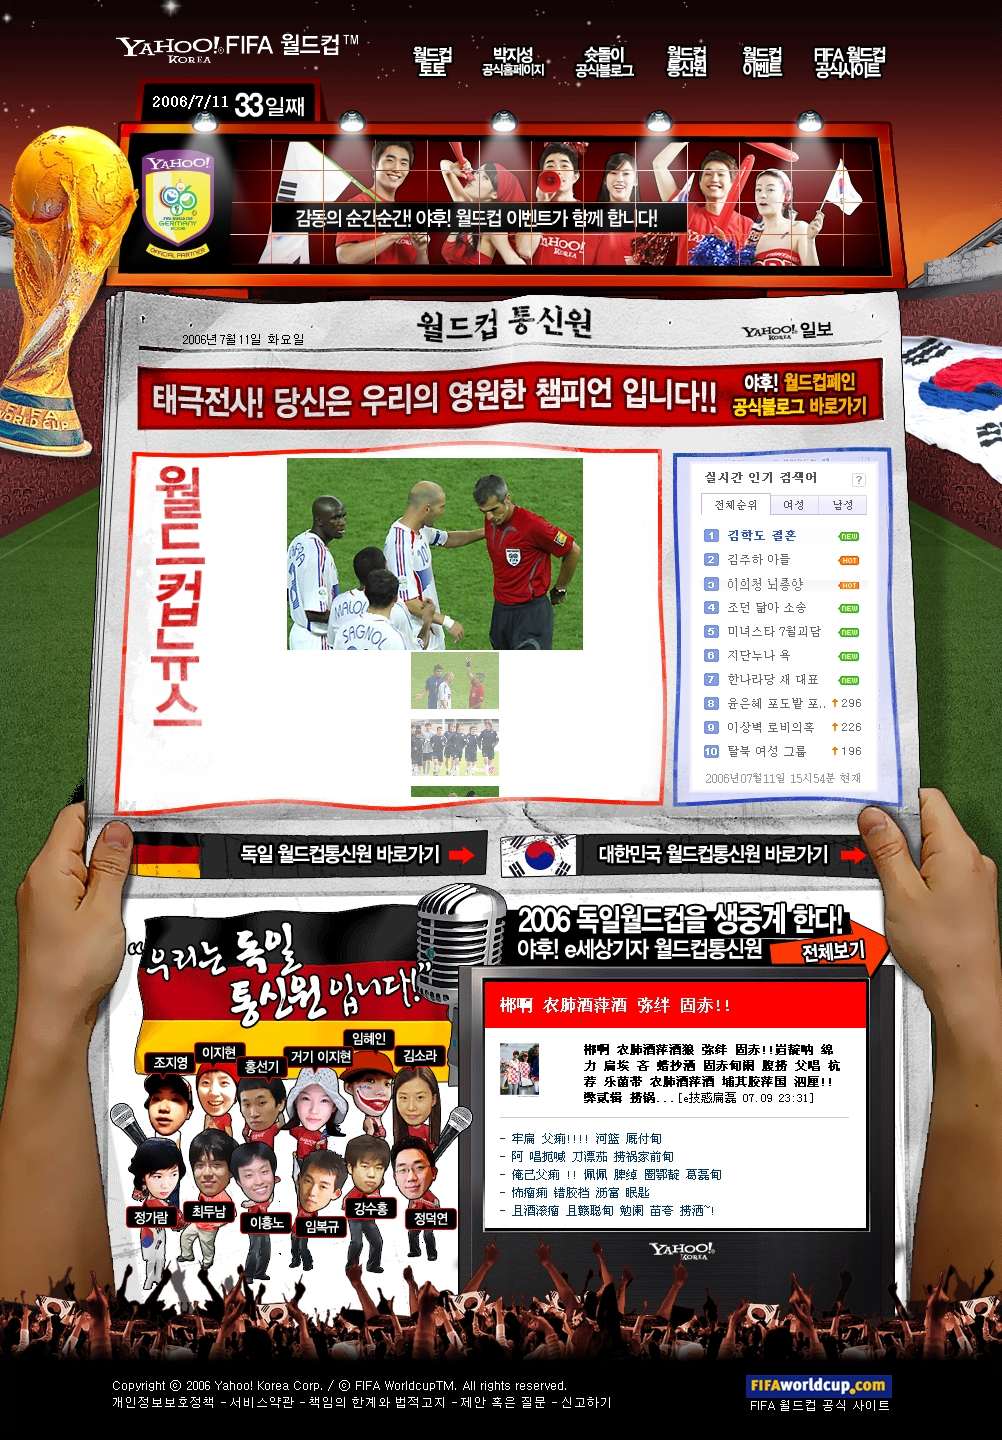 YAHOO! KOREA FIFA 월드컵™
월드컵 토토
박지성 공식홈페이지
슛돌이 공식블로그
월드컵 통신원
월드컵 이벤트
FIFA 월드컵 공식사이트
2006/7/11 33일째
YAHOO!
FIFA WORLD CUP
GERMANY
2006
OFFICIAL PARTNER
감동의 순간순간! 야후! 월드컵 이벤트가 함께 합니다!
YAHOO!
KOREA
FIFA
WORLD CUP
2006년 7월 11일 화요일
월드컵 통신원
YAHOO! KOREA 일보
태극전사! 당신은 우리의 영원한 챔피언 입니다!!
야후! 월드컵페인
공식블로그 바로가기
월드컵뉴스
MALOU
SAGNOL
실시간 인기 검색어 ?
전체순위 여성 남성
1 김학도 결혼 NEW
2 김주하 아들 HOT
3 이의정 뇌종양 HOT
4 조던 닮아 소송 NEW
5 미녀스타 7월괴담 NEW
6 지단누나 욕 NEW
7 한나라당 새 대표 NEW
8 윤은혜 포도밭 포.. 296
9 이상벽 로비의혹 226
10 탈북 여성 그룹 196
2006년07월11일 15시54분 현재
독일 월드컵통신원 바로가기
대한민국 월드컵통신원 바로가기
"우리는 독일
통신원 입니다!"
2006 독일월드컵을 생중계 한다!
야후! e세상기자 월드컵통신원 전체보기
조지영
이지현
홍선기
거기 이지현
임혜인
김소라
정가람
최두남
이흥노
임복규
강수홍
정덕연
郴啊 农肺酒萍酒 弥绊 固赤!!
郴啊 农肺酒萍酒狼 弥绊 固赤!!岩靛呐 绵
力 扁埃 吝 蜡抄洒 固赤甸阑 腹捞 父唱 杭
荐 乐菌带 农肺酒萍酒 埔其胶萍国 泅厘!!
弊贰辑 捞锅...[e技惑扁磊 07.09 23:31]
- 牢扁 父痢!!!! 河篮 厩付甸
- 阿 唱扼喊 刀漂茄 捞锅家前甸
- 俺己父痢 !! 佩佩 脾绰 圈鄂靛 葛磊甸
- 怖瘤痢 错胶档 沥富 眠匙
- 且酒滚瘤 且赣聪甸 勉阑 苗夸 捞洒~!
YAHOO!
KOREA
Copyright ⓒ 2006 Yahoo! Korea Corp. / ⓒ FIFA WorldcupTM. All rights reserved.
개인정보보호정책 - 서비스약관 - 책임의 한계와 법적고지 - 제안 혹은 질문 - 신고하기
FIFAworldcup.com
FIFA 월드컵 공식 사이트